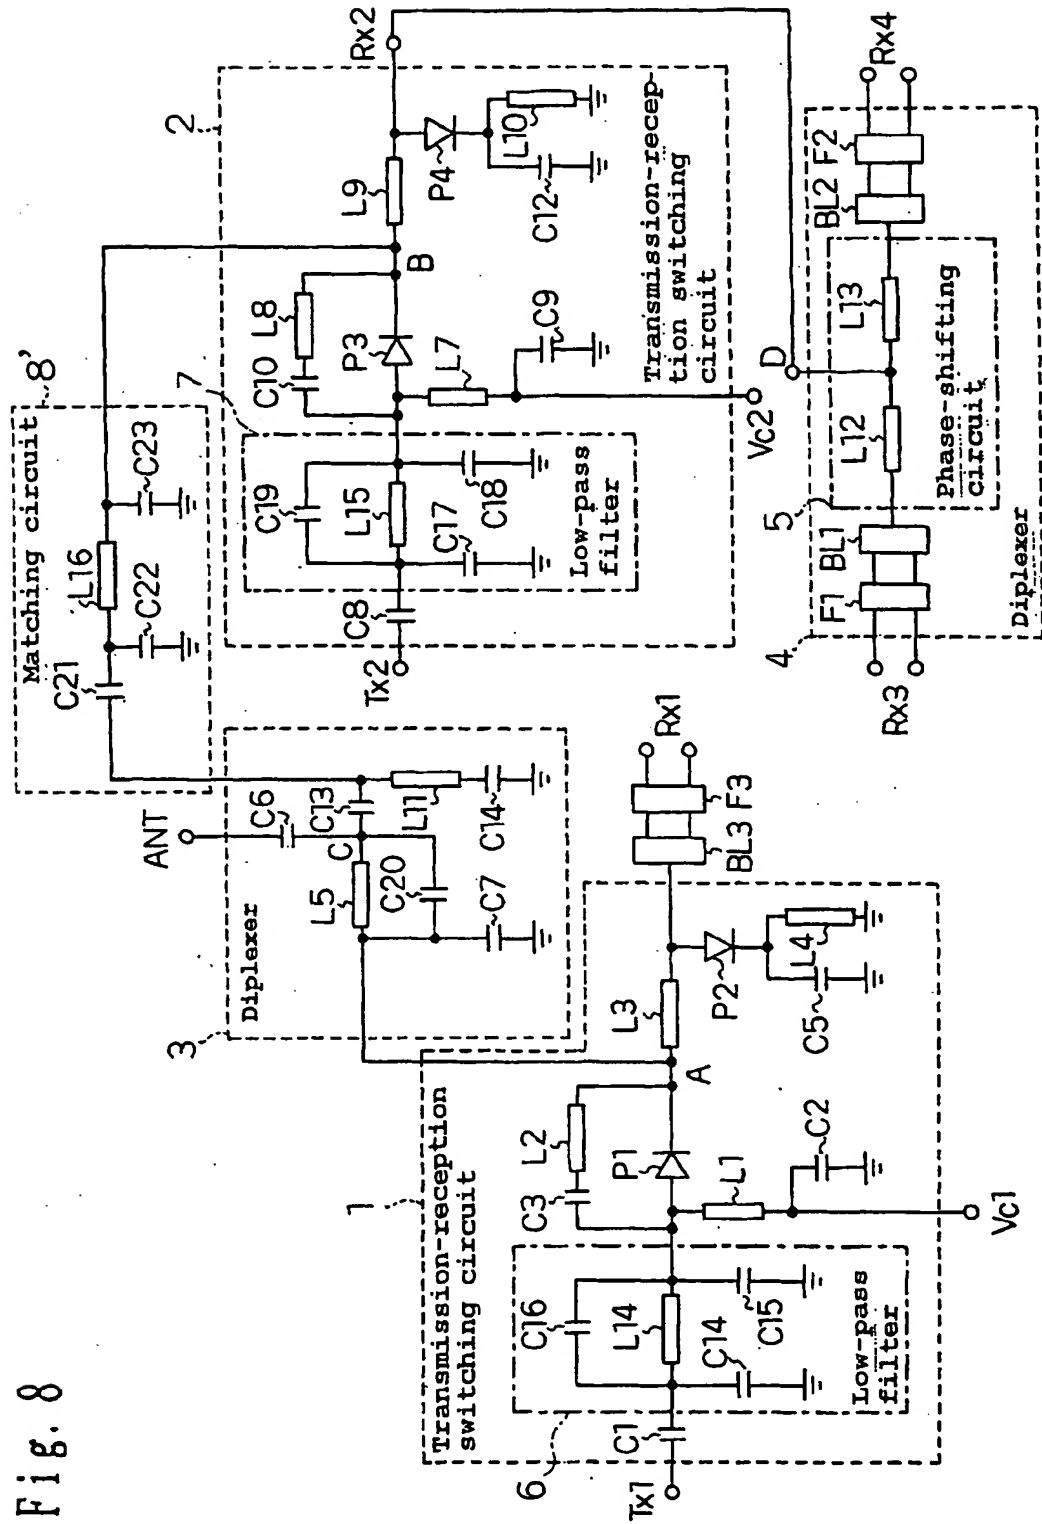 Fig. 8
Matching circuit
8'
C21
L16
C22
C23
2
7
C19
L15
C17
C18
Low-pass
filter
C8
Tx2
C10
L8
P3
L7
C9
Vc2
B
L9
P4
L10
C12
Rx2
Transmission-recep-
tion switching
circuit
ANT
C6
C
C13
L11
C14
L5
C20
C7
Diplexer
3
1
Transmission-reception
switching circuit
6
C16
L14
C14
C15
Low-pass
filter
C1
Tx1
C3
L2
P1
L1
C2
Vc1
A
L3
P2
L4
C5
BL3
F3
Rx1
4
5
D
Rx3
F1
BL1
L12
L13
BL2
F2
Rx4
Phase-shifting
circuit
Diplexer